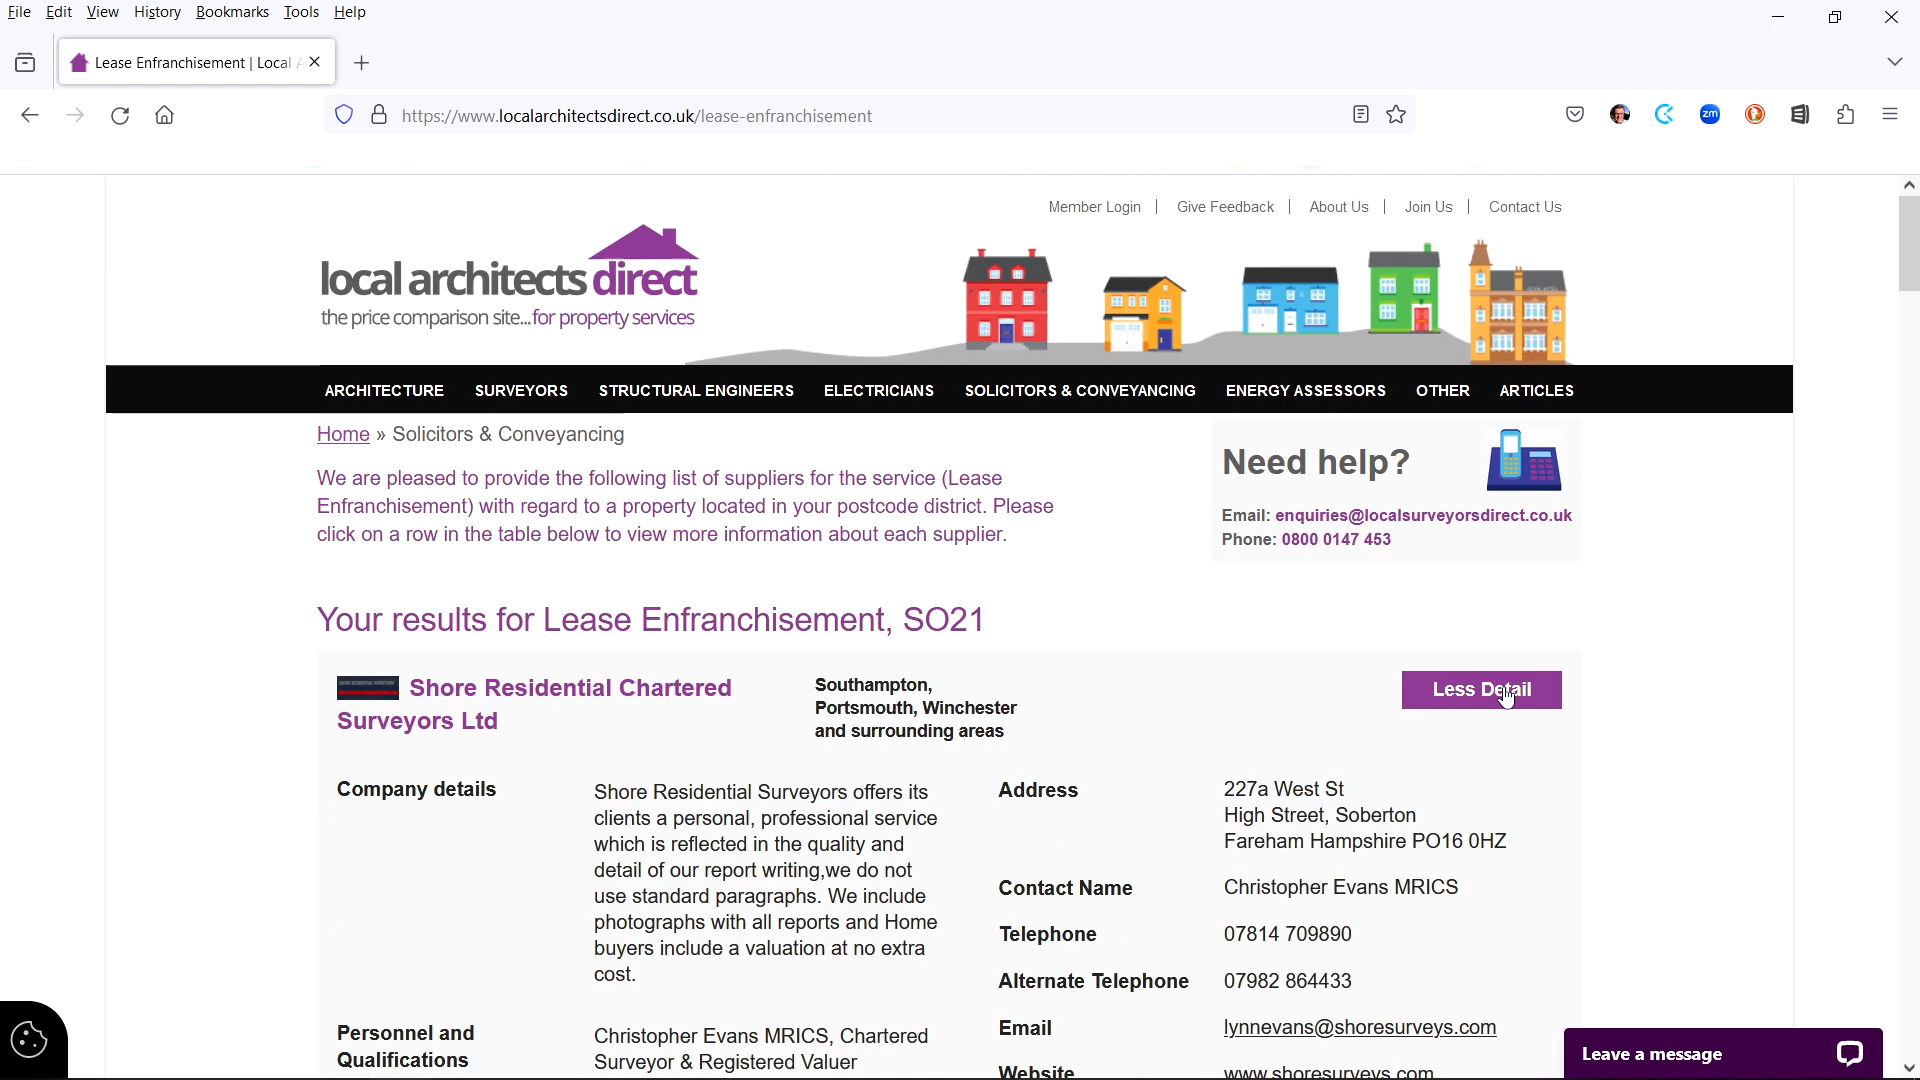 File Edit View History Bookmarks Tools Help
Lease Enfranchisement | Local A
https://www.localarchitectsdirect.co.uk/lease-enfranchisement
zm
Member Login | Give Feedback | About Us | Join Us | Contact Us
local architects direct
the price comparison site...for property services
ARCHITECTURE SURVEYORS STRUCTURAL ENGINEERS ELECTRICIANS SOLICITORS & CONVEYANCING ENERGY ASSESSORS OTHER ARTICLES
Home » Solicitors & Conveyancing
We are pleased to provide the following list of suppliers for the service (Lease
Enfranchisement) with regard to a property located in your postcode district. Please
click on a row in the table below to view more information about each supplier.
Need help?
Email: enquiries@localsurveyorsdirect.co.uk
Phone: 0800 0147 453
Your results for Lease Enfranchisement, SO21
Shore Residential Chartered
Surveyors Ltd
Southampton,
Portsmouth, Winchester
and surrounding areas
Less Detail
Company details
Shore Residential Surveyors offers its
clients a personal, professional service
which is reflected in the quality and
detail of our report writing,we do not
use standard paragraphs. We include
photographs with all reports and Home
buyers include a valuation at no extra
cost.
Personnel and
Qualifications
Christopher Evans MRICS, Chartered
Surveyor & Registered Valuer
Address
227a West St
High Street, Soberton
Fareham Hampshire PO16 0HZ
Contact Name
Christopher Evans MRICS
Telephone
07814 709890
Alternate Telephone
07982 864433
Email
lynnevans@shoresurveys.com
Website
www.shoresurveys.com
Leave a message